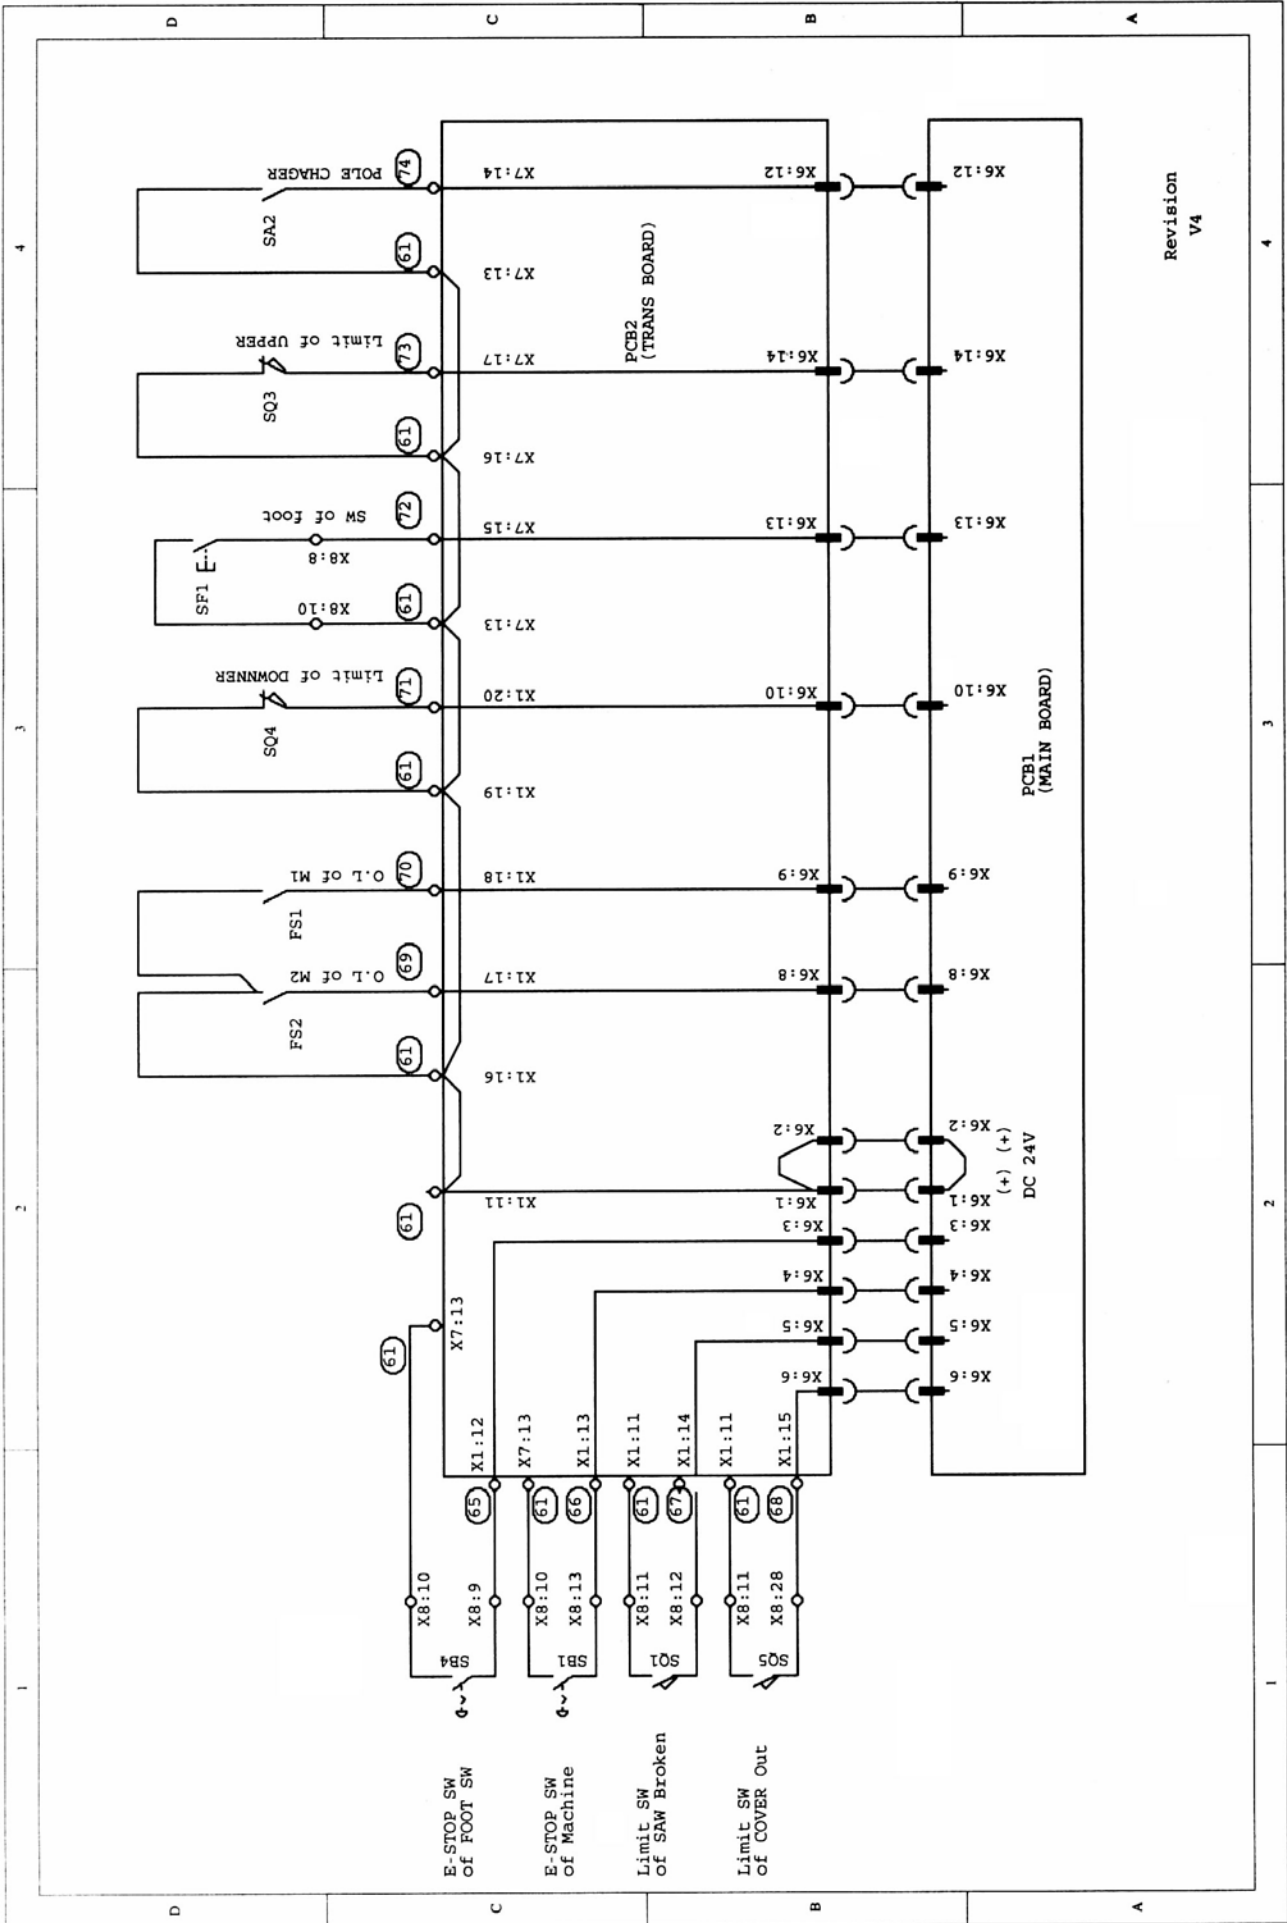 D
C
B
A
4
3
2
1
POLE CHAGER
SA2
74
61
X7:14
X7:13
X6:12
X6:12
Limit of UPPER
SQ3
73
61
X7:17
X7:16
X6:14
X6:14
PCB2
(TRANS BOARD)
SW of foot
SF1
X8:8
X8:10
72
61
X7:15
X7:13
X6:13
X6:13
Limit of DOWNNER
SQ4
71
61
X1:20
X1:19
X6:10
X6:10
PCB1
(MAIN BOARD)
O.L of M1
FS1
70
X1:18
X6:9
X6:9
O.L of M2
FS2
69
61
X1:17
X1:16
X6:8
X6:8
61
X1:11
X6:2
X6:1
X6:2
X6:1
(+) (+)
DC 24V
X6:3
X6:3
X6:4
X6:4
X6:5
X6:5
X6:6
X6:6
61
X7:13
X1:12
X7:13
X1:13
X1:11
X1:14
X1:11
X1:15
65
61
66
61
67
61
68
X8:10
X8:9
X8:10
X8:13
X8:11
X8:12
X8:11
X8:28
SB4
SB1
SQ1
SQ5
E-STOP SW
of FOOT SW
E-STOP SW
of Machine
Limit SW
of SAW Broken
Limit SW
of COVER Out
Revision
V4
4
3
2
1
D
C
B
A